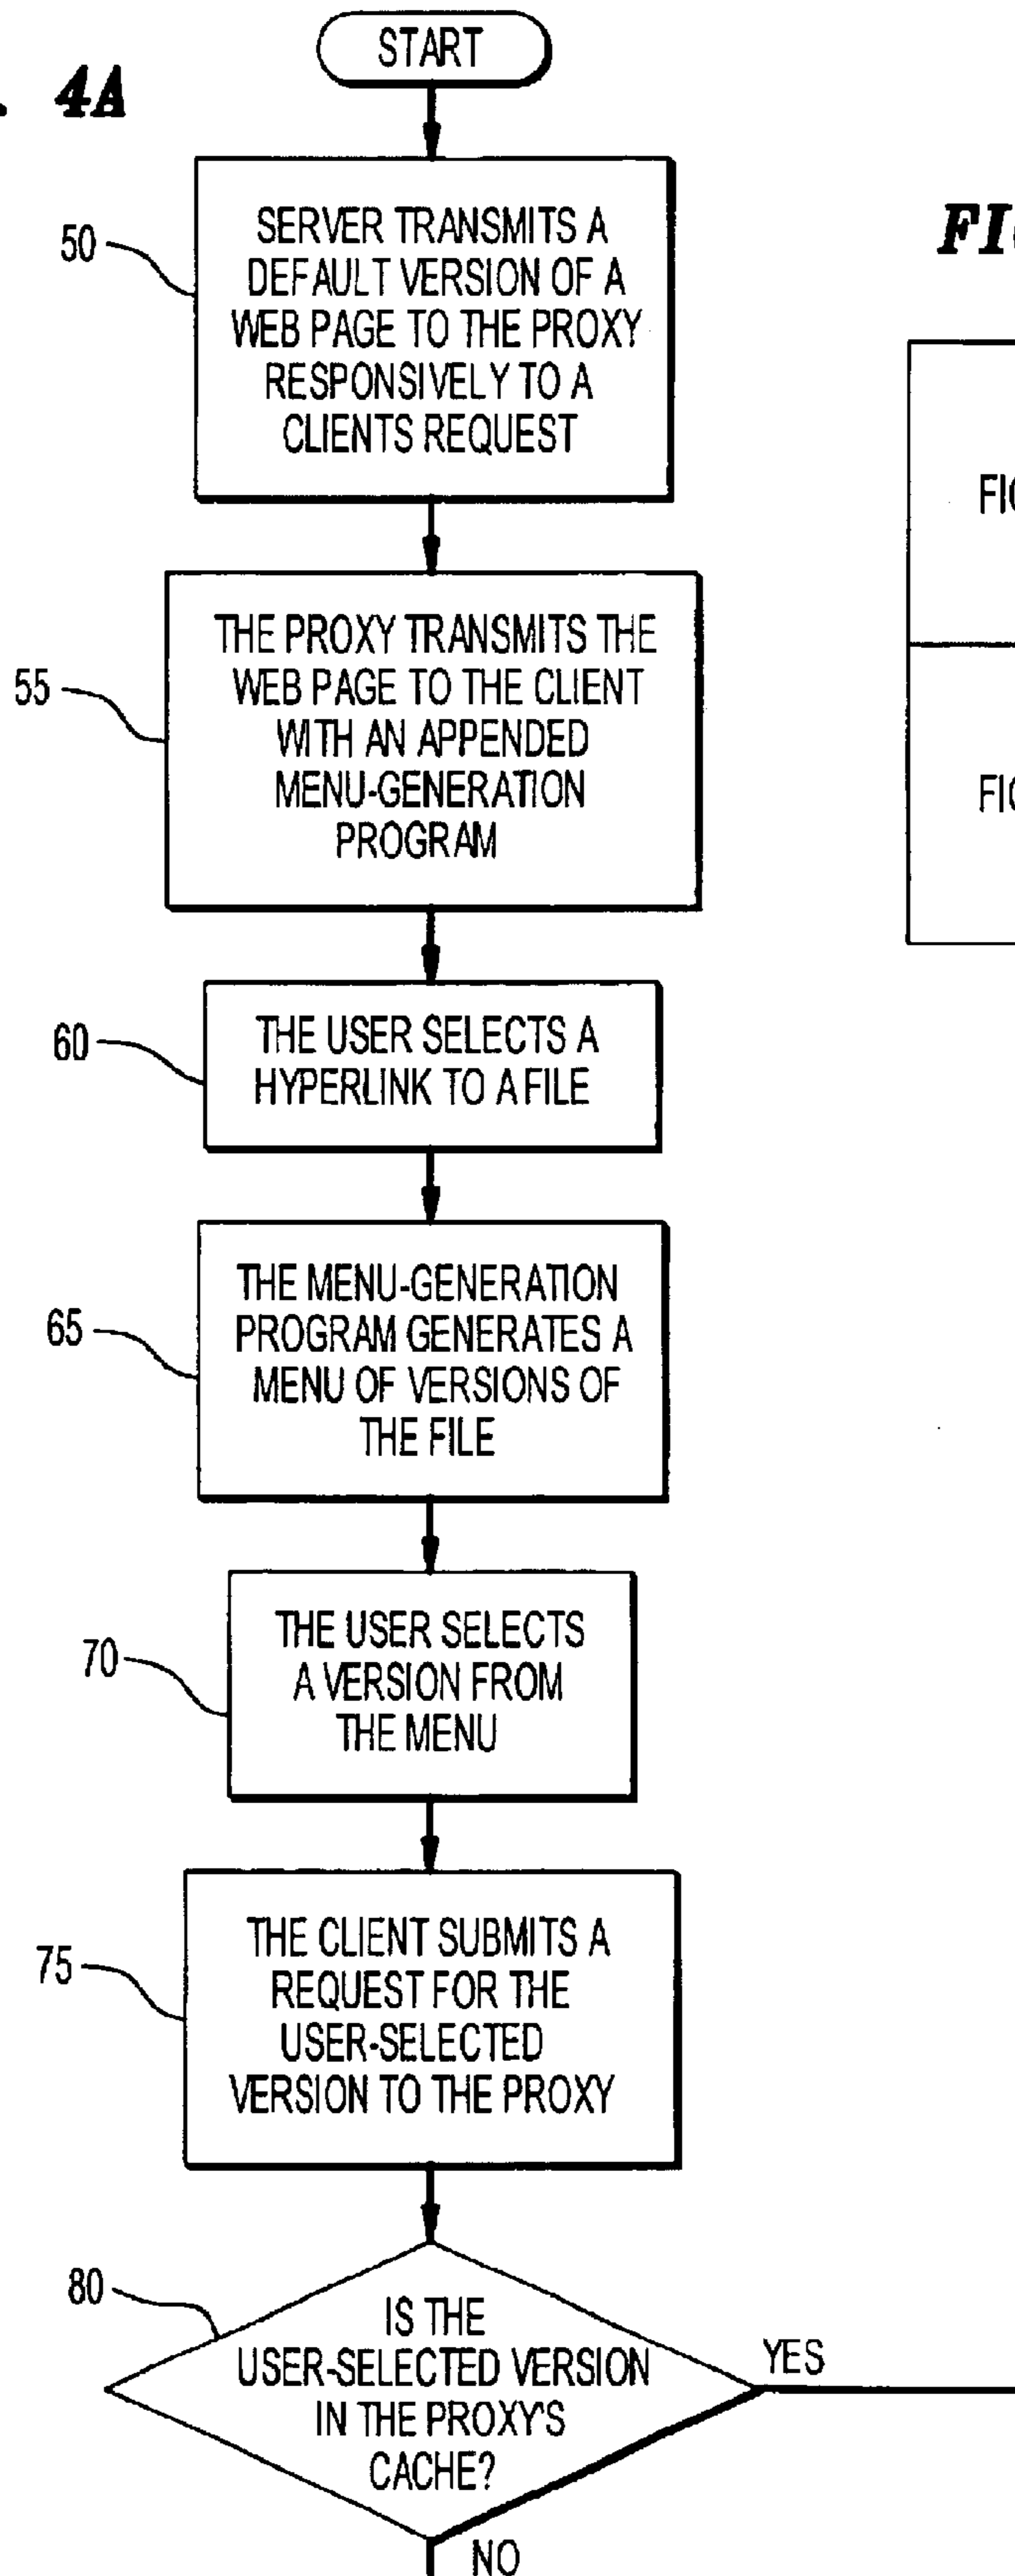 4A
START
50
SERVER TRANSMITS A
DEFAULT VERSION OF A
WEB PAGE TO THE PROXY
RESPONSIVELY TO A
CLIENTS REQUEST
55
THE PROXY TRANSMITS THE
WEB PAGE TO THE CLIENT
WITH AN APPENDED
MENU-GENERATION
PROGRAM
60
THE USER SELECTS A
HYPERLINK TO A FILE
65
THE MENU-GENERATION
PROGRAM GENERATES A
MENU OF VERSIONS OF
THE FILE
70
THE USER SELECTS
A VERSION FROM
THE MENU
75
THE CLIENT SUBMITS A
REQUEST FOR THE
USER-SELECTED
VERSION TO THE PROXY
80
IS THE
USER-SELECTED VERSION
IN THE PROXY'S
CACHE?
YES
NO